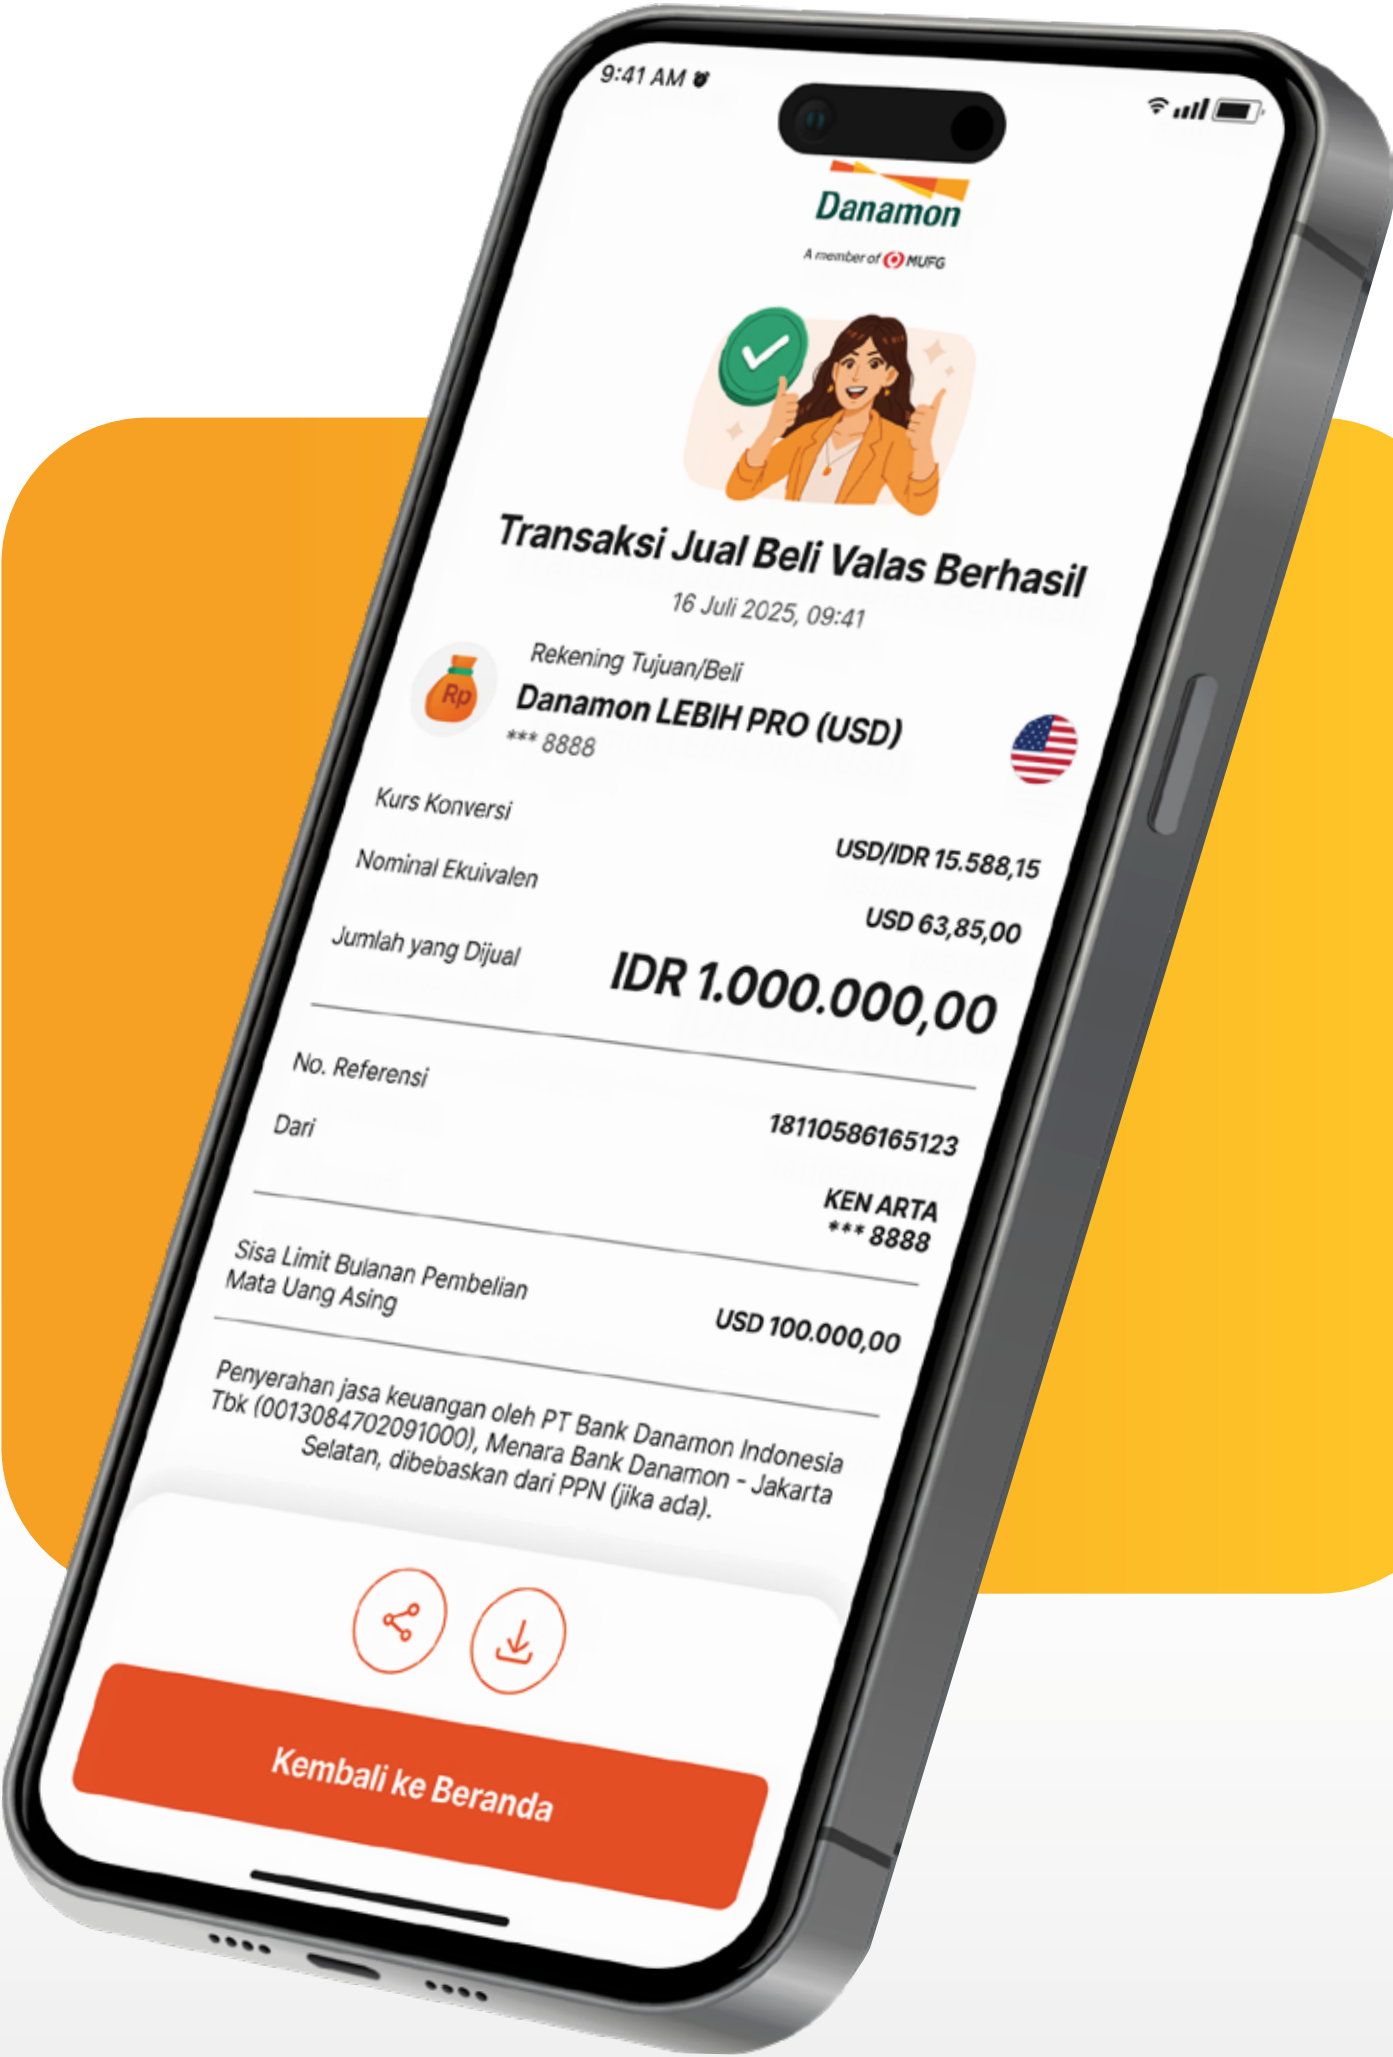 9:41 AM
Danamon
A member of MUFG
Transaksi Jual Beli Valas Berhasil
16 Juli 2025, 09:41
Rekening Tujuan/Beli
Rp
Danamon LEBIH PRO (USD)
*** 8888
Kurs Konversi
USD/IDR 15.588,15
Nominal Ekuivalen
USD 63,85,00
Jumlah yang Dijual
IDR 1.000.000,00
No. Referensi
18110586165123
Dari
KEN ARTA
*** 8888
Sisa Limit Bulanan Pembelian
Mata Uang Asing
USD 100.000,00
Penyerahan jasa keuangan oleh PT Bank Danamon Indonesia
Tbk (0013084702091000), Menara Bank Danamon - Jakarta
Selatan, dibebaskan dari PPN (jika ada).
Kembali ke Beranda